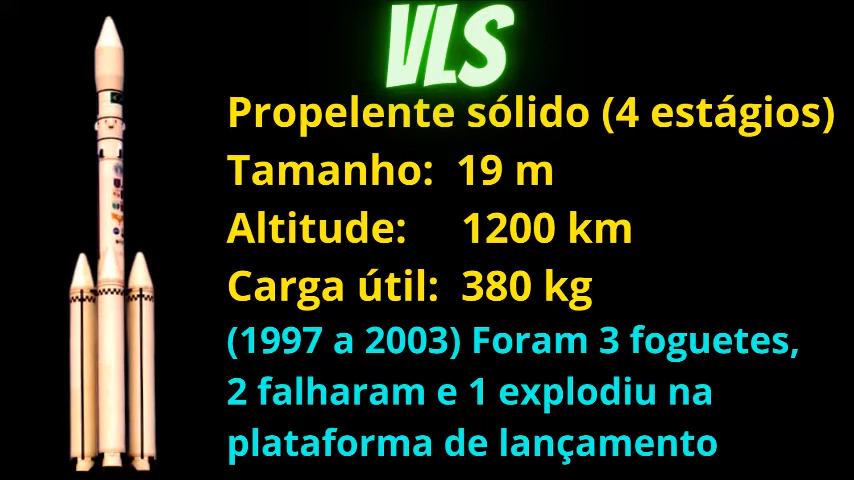 VLS
Propelente sólido (4 estágios)
Tamanho: 19 m
Altitude: 1200 km
Carga útil: 380 kg
(1997 a 2003) Foram 3 foguetes,
2 falharam e 1 explodiu na
plataforma de lançamento